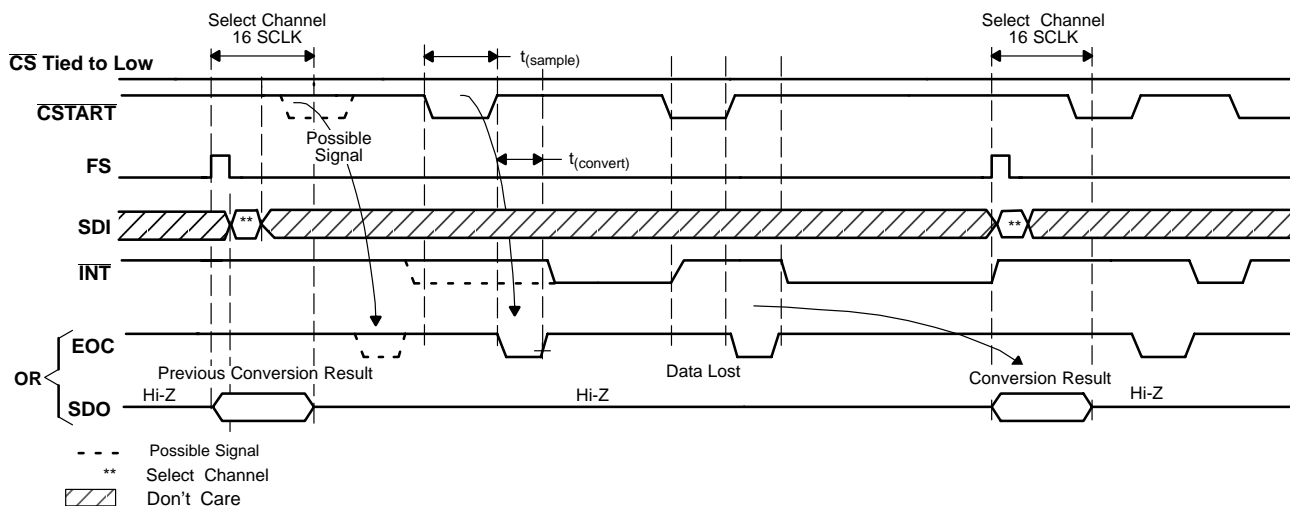 Select Channel
16 SCLK
Select Channel
16 SCLK
t(sample)
CS Tied to Low
CSTART
Possible
Signal
t(convert)
FS
SDI
**
**
INT
EOC
OR
Previous Conversion Result
Data Lost
Conversion Result
Hi-Z
Hi-Z
Hi-Z
SDO
Possible Signal
** Select Channel
Don't Care